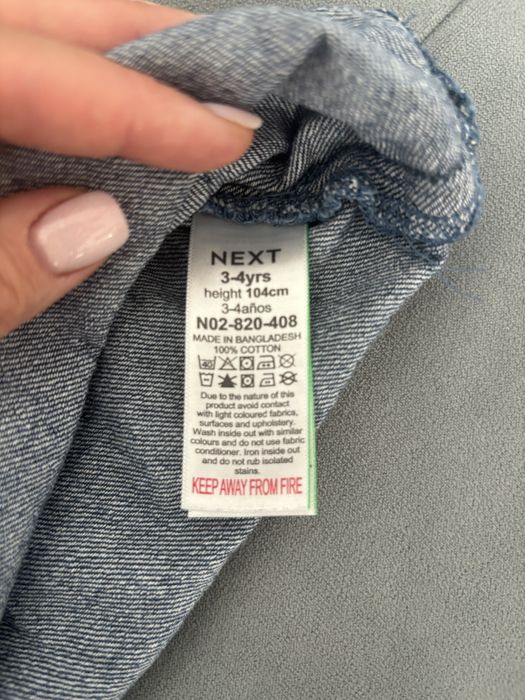 NEXT
3-4yrs
height 104cm
3-4años
N02-820-408
MADE IN BANGLADESH
100% COTTON
40
Due to the nature of this
product avoid contact
with light coloured fabrics,
surfaces and upholstery.
Wash inside out with similar
colours and do not use fabric
conditioner. Iron inside out
and do not rub isolated
stains.
KEEP AWAY FROM FIRE